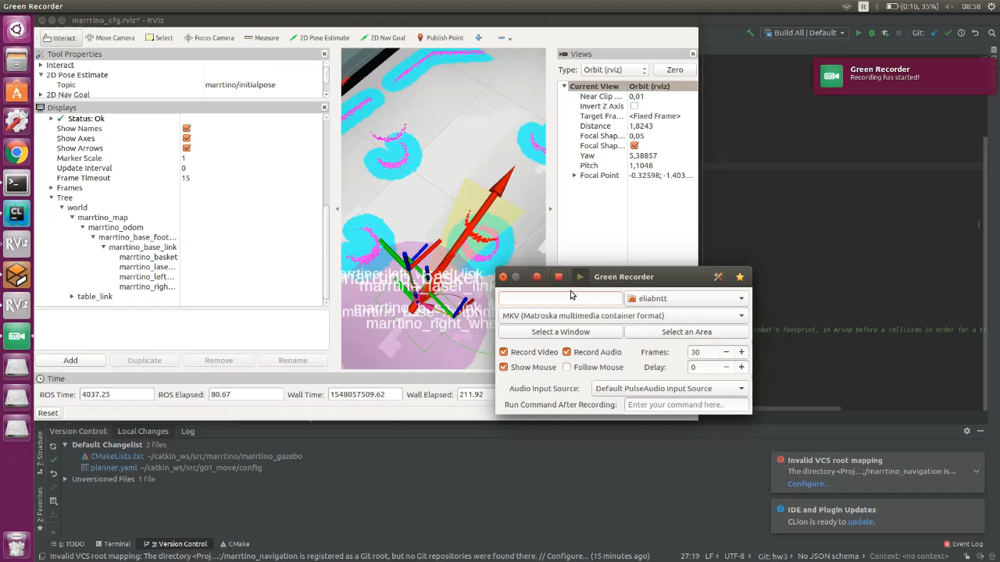 Green Recorder
It
(0:16, 35%)
08:58
marrtino_cfg.rviz* - RViz
Interact
Move Camera
Select
Focus Camera
Measure
2D Pose Estimate
2D Nav Goal
Publish Point
Build All | Default
Git:
Tool Properties
Interact
2D Pose Estimate
Topic
marrtino/initialpose
2D Nav Goal
Displays
Status: Ok
Show Names
Show Axes
Show Arrows
Marker Scale
1
Update Interval
0
Frame Timeout
15
Frames
Tree
world
marrtino_map
marrtino_odom
marrtino_base_foot...
marrtino_base_link
marrtino_basket
marrtino_lase...
marrtino_left...
marrtino_righ...
table_link
Add
Duplicate
Remove
Rename
Views
Type:
Orbit (rviz)
Zero
Current View
Orbit (rviz)
Near Clip ...
0,01
Invert Z Axis
Target Fra...
<Fixed Frame>
Distance
1,8243
Focal Shap...
0,05
Focal Shap...
Yaw
5,38857
Pitch
1,1048
Focal Point
-0.32598; -1.403...
Green Recorder
Recording has started!
Green Recorder
eliabntt
MKV (Matroska multimedia container format)
Select a Window
Select an Area
Record Video
Record Audio
Frames:
30
Show Mouse
Follow Mouse
Delay:
0
Audio Input Source:
Default PulseAudio Input Source
Run Command After Recording:
Enter your command here..
robot's footprint, in m/sop before a collision in order for a t
Time
ROS Time:
4037.25
ROS Elapsed:
80.67
Wall Time:
1548057509.62
Wall Elapsed:
211.92
Reset
Version Control:
Local Changes
Log
Default Changelist 2 files
CMakeLists.txt ~/catkin_ws/src/marrtino/marrtino_gazebo
planner.yaml ~/catkin_ws/src/g01_move/config
Unversioned Files 1 file
Z: Structure
2: Favorites
Invalid VCS root mapping
The directory <Proj...;/marrtino_navigation is...
Configure...
IDE and Plugin Updates
CLion is ready to update.
6: TODO
Terminal
9: Version Control
CMake
Event Log
Invalid VCS root mapping: The directory <Proj...;/marrtino_navigation is registered as a Git root, but no Git repositories were found there. // Configure... (15 minutes ago)
27:19
LF
UTF-8
Git: hw3
No JSON schema
Context: <no context>